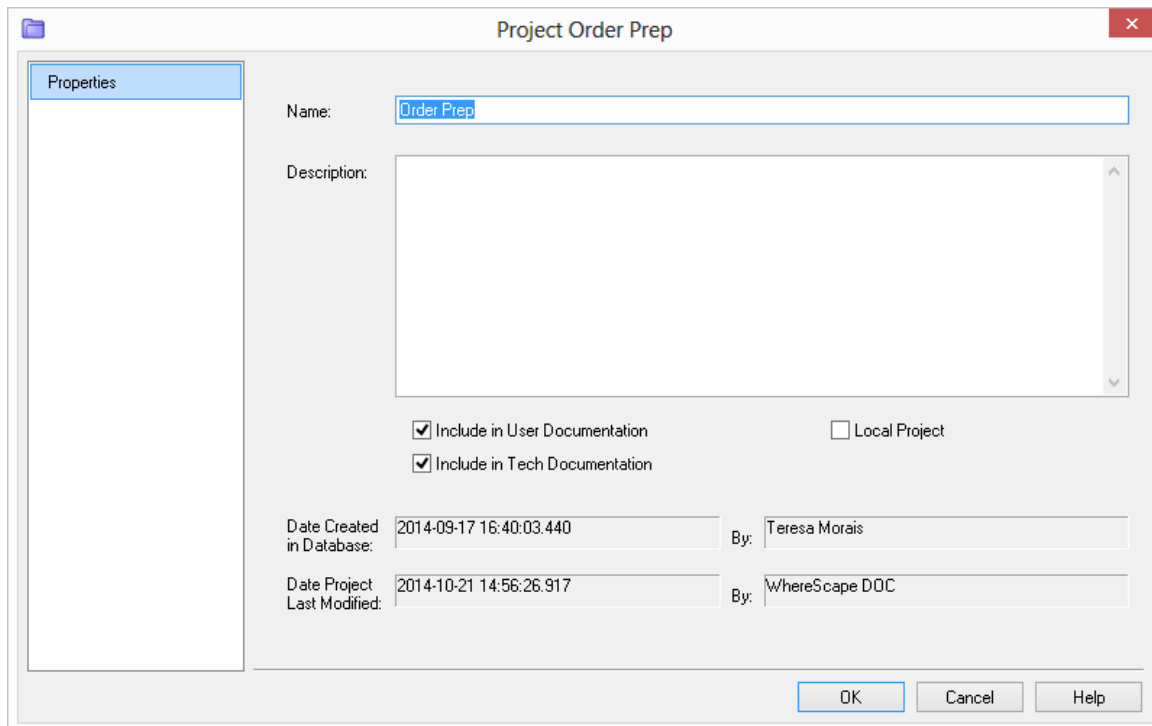 Project Order Prep
Properties
Name:
Order Prep
Description:
Include in User Documentation
Local Project
Include in Tech Documentation
Date Created
in Database:
2014-09-17 16:40:03.440
By:
Teresa Morais
Date Project
Last Modified:
2014-10-21 14:56:26.917
By:
WhereScape DOC
OK
Cancel
Help